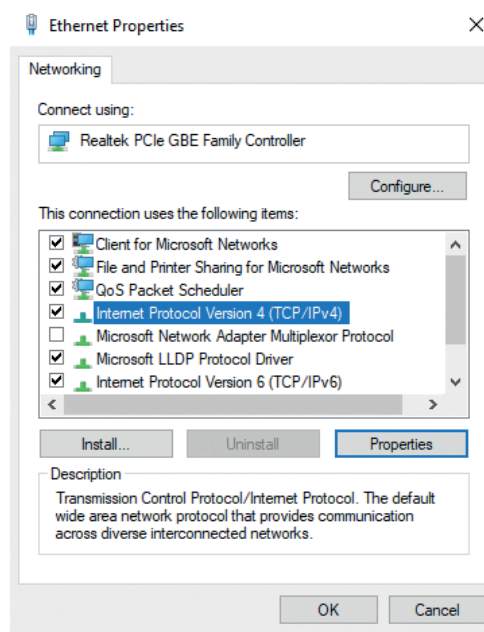 Ethernet Properties
Networking
Connect using:
Realtek PCIe GBE Family Controller
Configure...
This connection uses the following items:
Client for Microsoft Networks
File and Printer Sharing for Microsoft Networks
QoS Packet Scheduler
Internet Protocol Version 4 (TCP/IPv4)
Microsoft Network Adapter Multiplexor Protocol
Microsoft LLDP Protocol Driver
Internet Protocol Version 6 (TCP/IPv6)
Install...
Uninstall
Properties
Description
Transmission Control Protocol/Internet Protocol. The default
wide area network protocol that provides communication
across diverse interconnected networks.
OK
Cancel